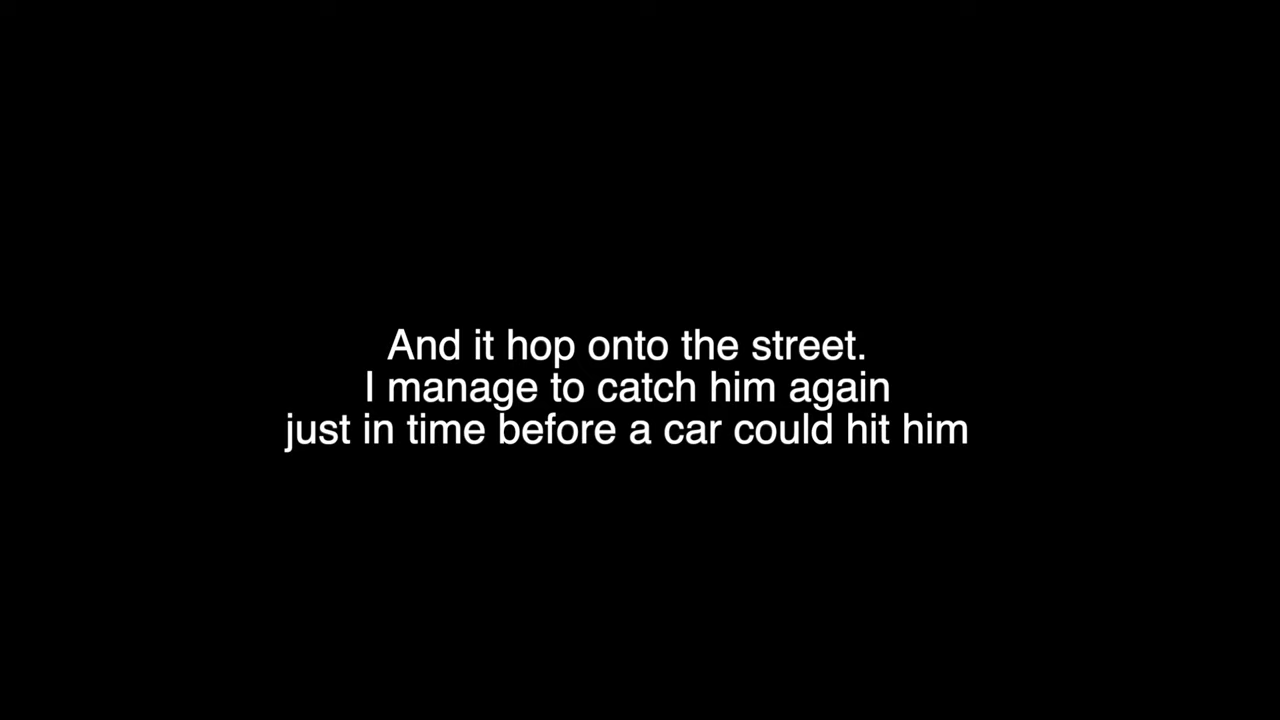 And it hop onto the street.
I manage to catch him again
just in time before a car could hit him